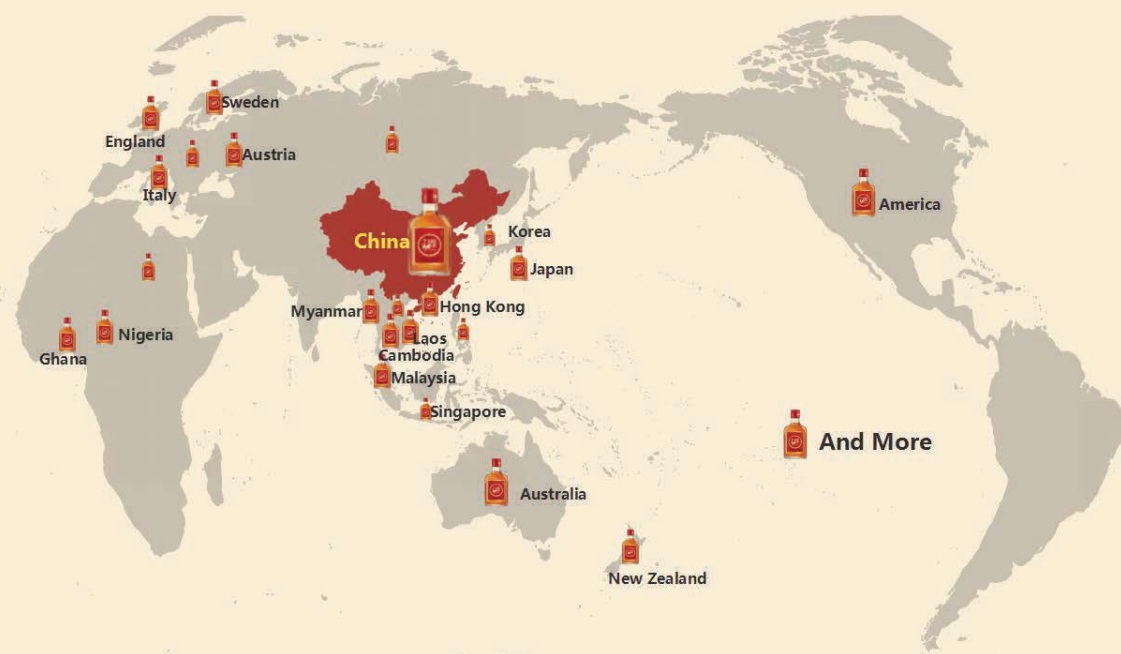 Sweden
England
Austria
Italy
America
China
Korea
Japan
Myanmar
Hong Kong
Nigeria
Laos
Ghana
Cambodia
Malaysia
Singapore
And More
Australia
New Zealand